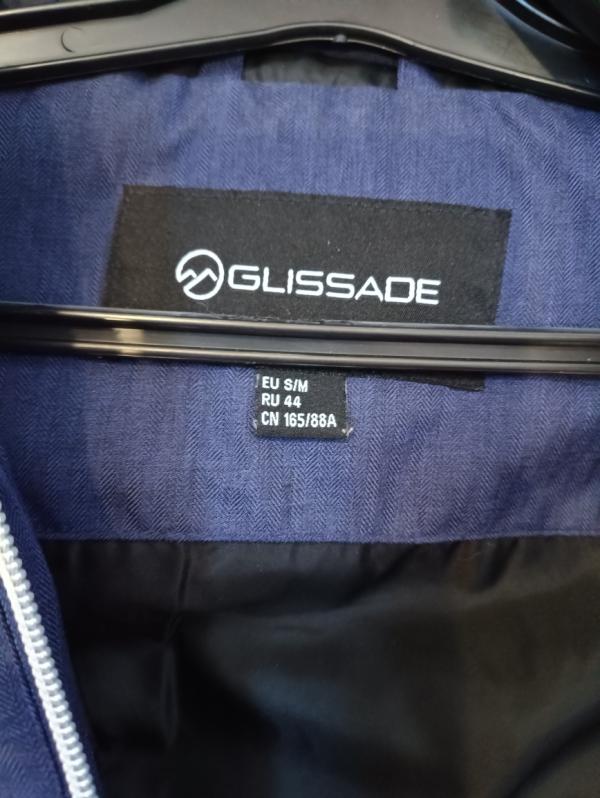 GLISSADE
EU S/M
RU 44
CN 165/88A